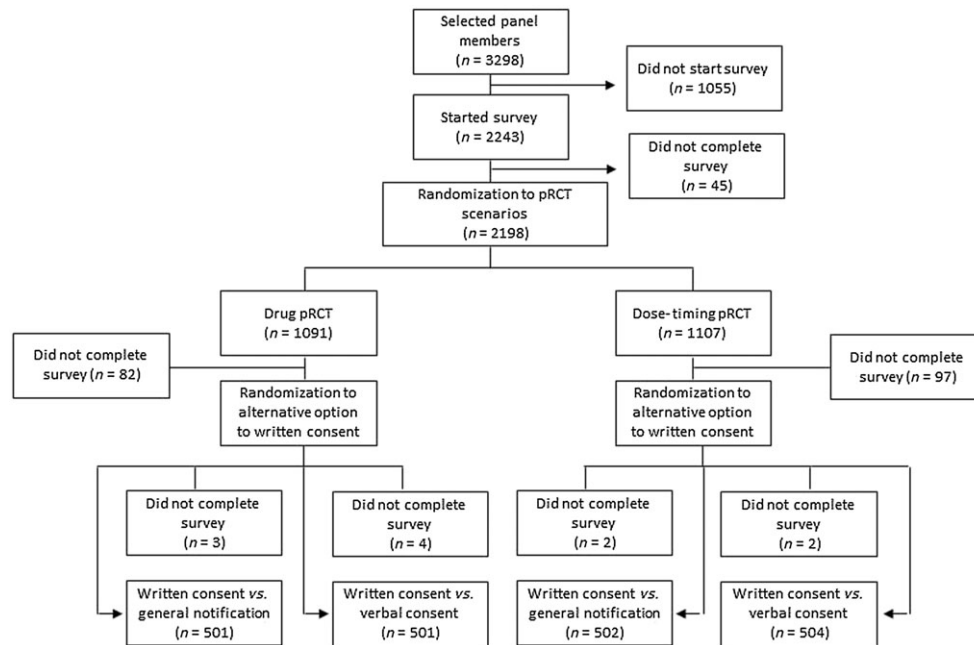 Selected panel
members
(n = 3298)
Did not start survey
(n = 1055)
Started survey
(n = 2243)
Did not complete
survey
(n = 45)
Randomization to pRCT
scenarios
(n = 2198)
Drug pRCT
(n = 1091)
Dose-timing pRCT
(n = 1107)
Did not complete
survey (n = 82)
Did not complete
survey (n = 97)
Randomization to
alternative option
to written consent
Randomization to
alternative option
to written consent
Did not complete
survey
(n = 3)
Did not complete
survey
(n = 4)
Did not complete
survey
(n = 2)
Did not complete
survey
(n = 2)
Written consent vs.
general notification
(n = 501)
Written consent vs.
verbal consent
(n = 501)
Written consent vs.
general notification
(n = 502)
Written consent vs.
verbal consent
(n = 504)